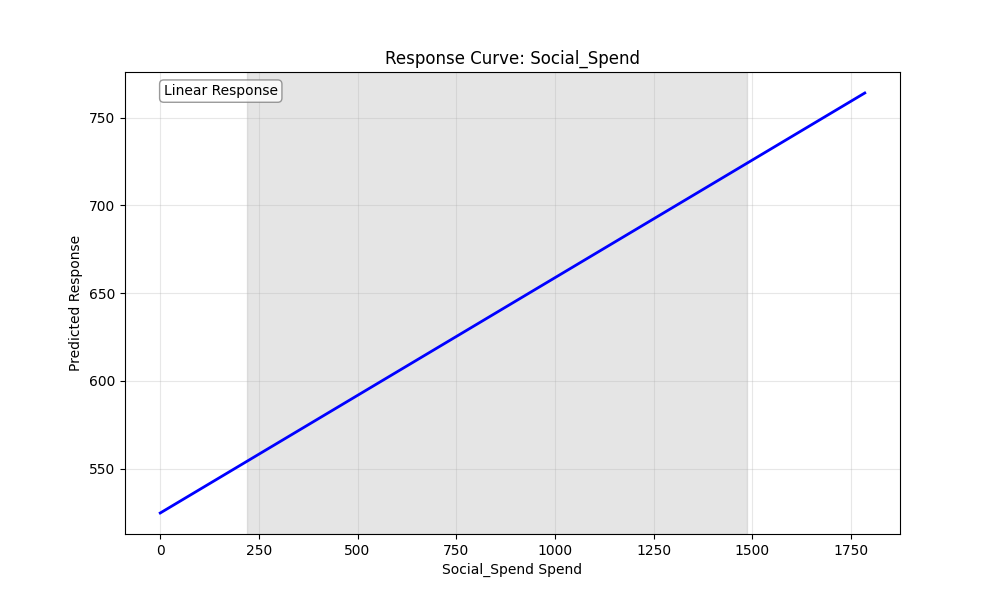 Response Curve: Social_Spend
Linear Response
Predicted Response
750
700
650
600
550
0 250 500 750 1000 1250 1500 1750
Social_Spend Spend